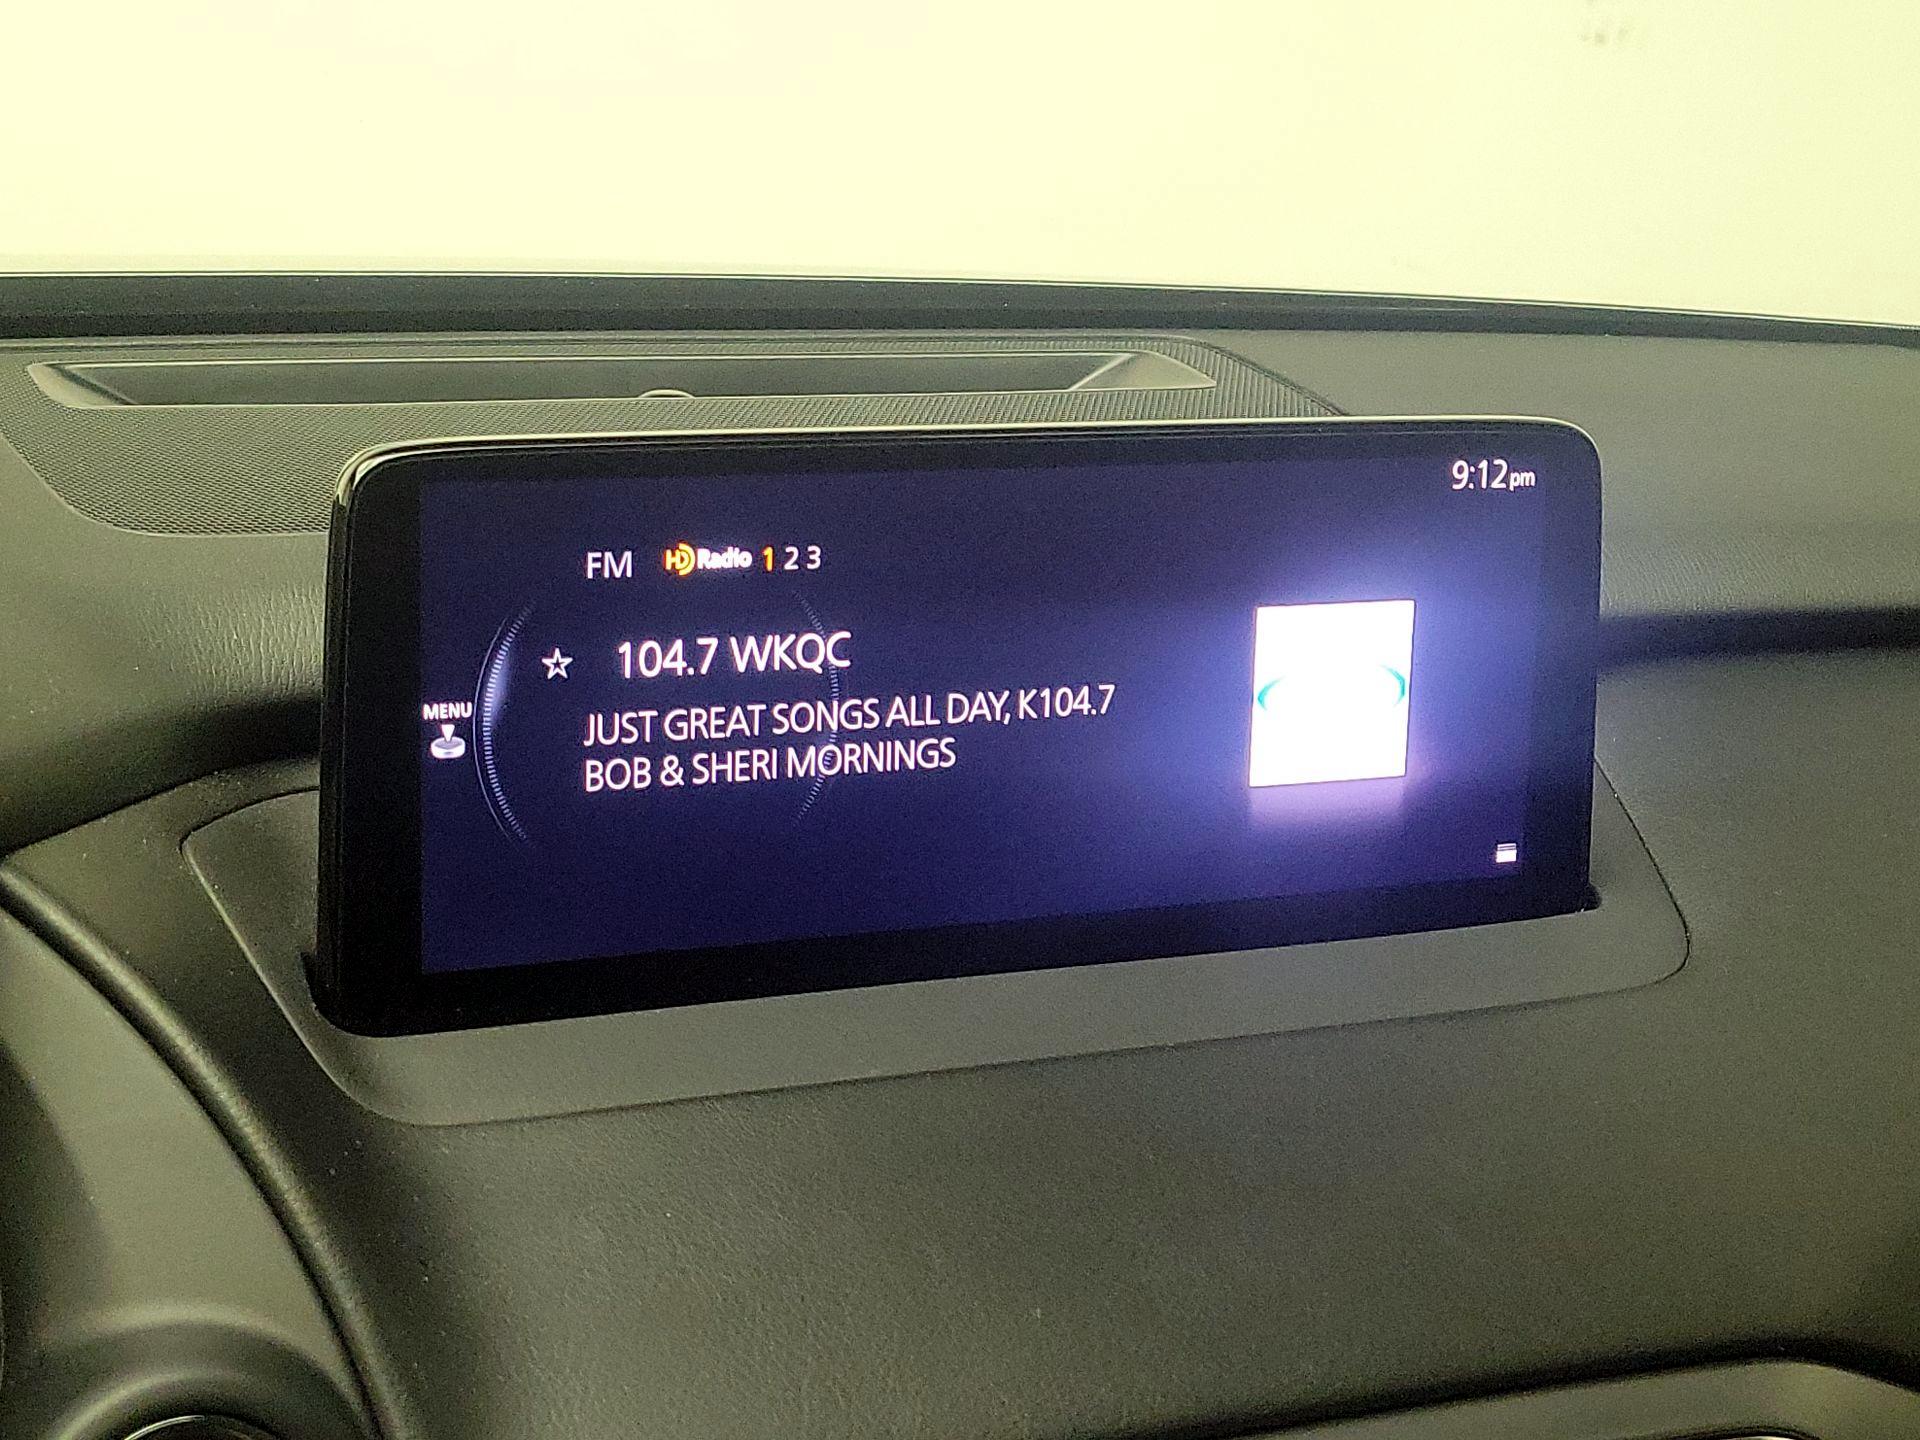 9:12pm
FM HD Radio 1 2 3
104.7 WKQC
JUST GREAT SONGS ALL DAY, K104.7
BOB & SHERI MORNINGS
MENU